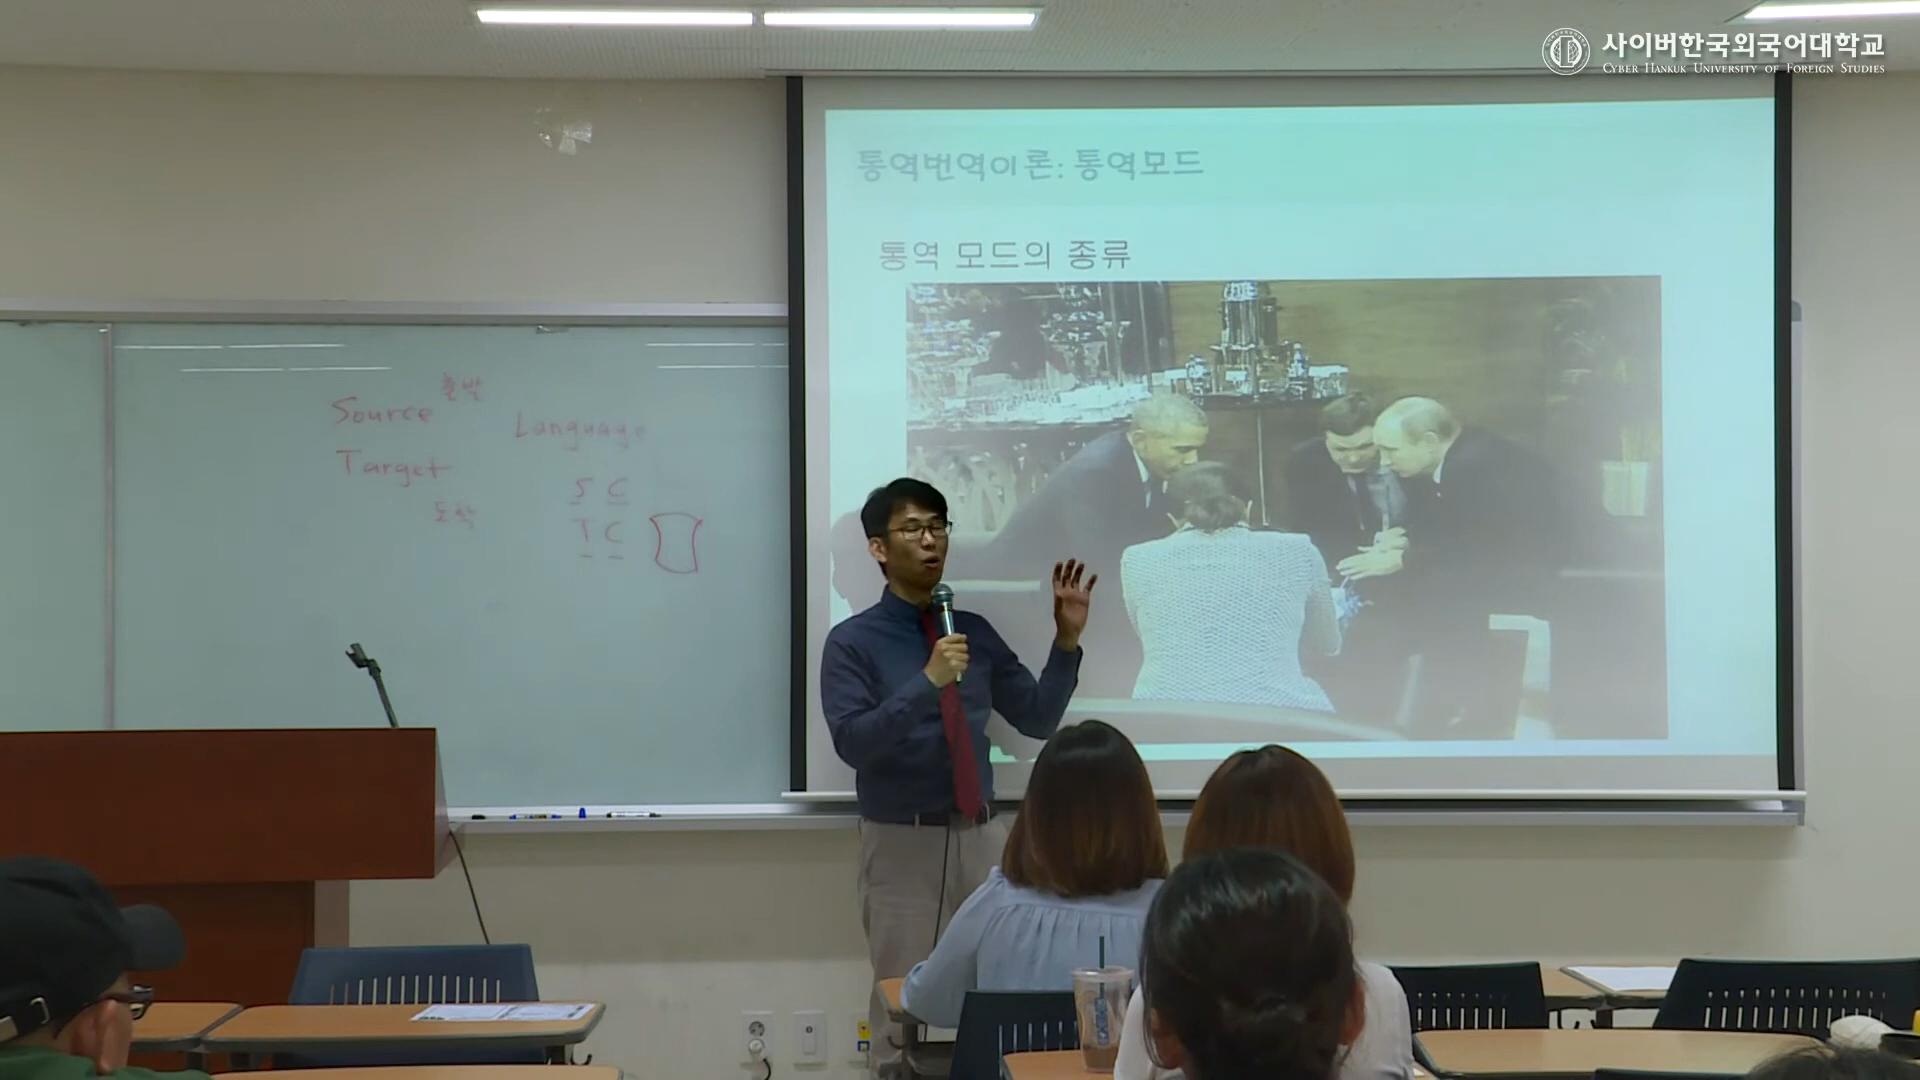 사이버한국외국어대학교
CYBER HANKUK UNIVERSITY OF FOREIGN STUDIES
통역번역이론: 통역모드
통역 모드의 종류
출발
Source
Language
Target
도착
S C
T C